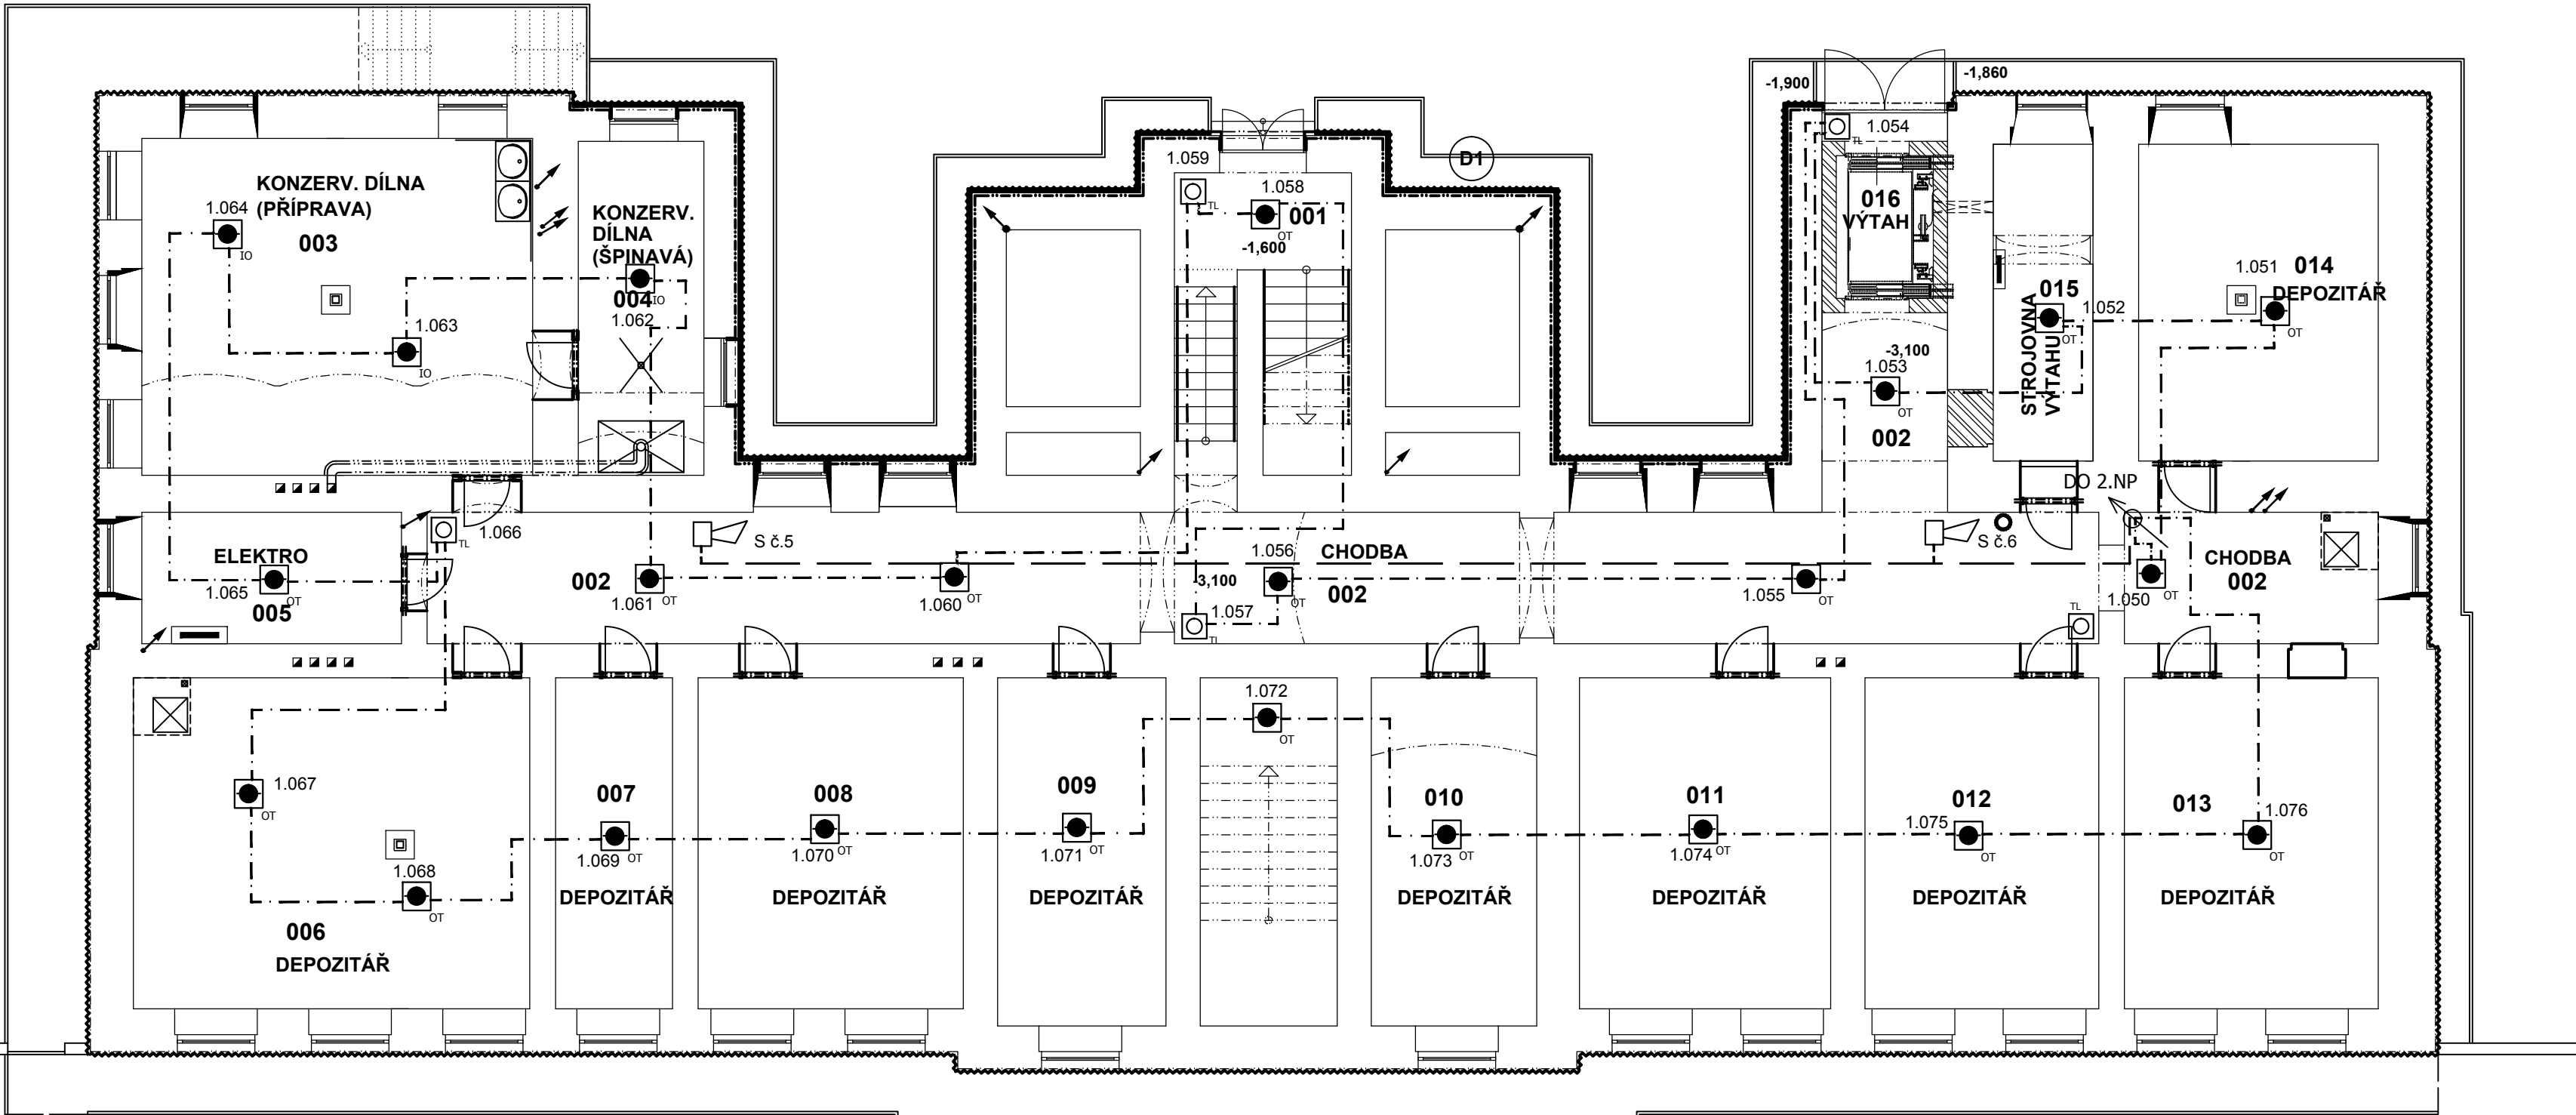 -1,900
-1,860
1.054
TL
016
VÝTAH
1.059
TL
1.058
001
OT
-1,600
D1
KONZERV. DÍLNA
(PŘÍPRAVA)
003
1.064
IO
1.063
IO
KONZERV.
DÍLNA
(ŠPINAVÁ)
IO
004
1.062
015
STROJOVNA
VÝTAHU
OT
1.052
1.051
014
DEPOZITÁŘ
OT
-3,100
1.053
OT
002
DO 2.NP
ELEKTRO
1.065
OT
005
TL
1.066
002
1.061
OT
S č.5
1.060
OT
1.056
-3,100
OT
1.057
TL
CHODBA
002
1.055
OT
S č.6
TL
1.050
OT
CHODBA
002
1.067
OT
1.068
OT
006
DEPOZITÁŘ
007
1.069
OT
DEPOZITÁŘ
008
1.070
OT
DEPOZITÁŘ
009
1.071
OT
DEPOZITÁŘ
1.072
OT
010
1.073
OT
DEPOZITÁŘ
011
1.074
OT
DEPOZITÁŘ
012
1.075
OT
DEPOZITÁŘ
013
1.076
OT
DEPOZITÁŘ